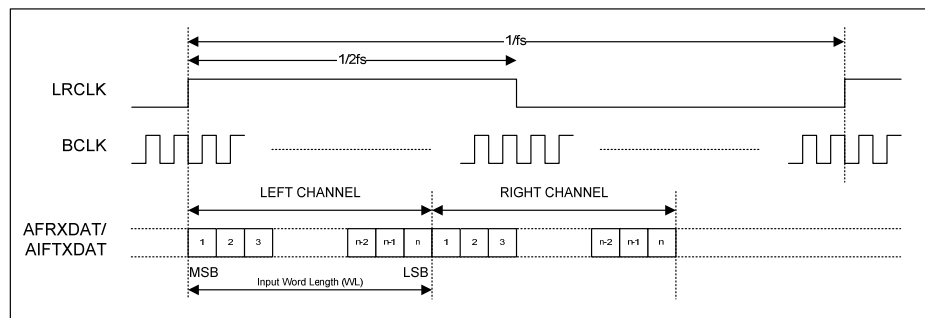 1/fs
1/2fs
LRCLK
BCLK
LEFT CHANNEL RIGHT CHANNEL
AFRXDAT/
AIFTXDAT
1 2 3 n-2 n-1 n 1 2 3 n-2 n-1 n
MSB LSB
Input Word Length (WL)